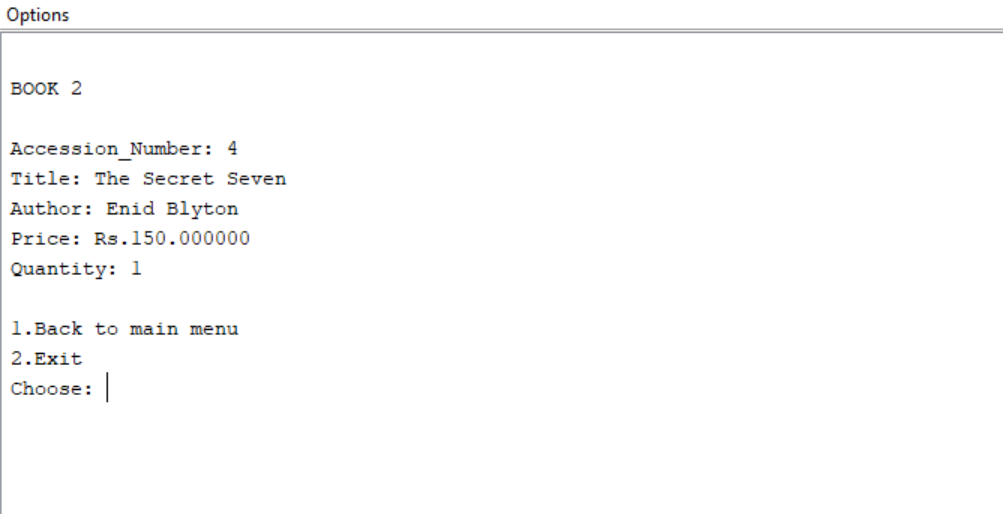 Options
BOOK 2
Accession_Number: 4
Title: The Secret Seven
Author: Enid Blyton
Price: Rs.150.000000
Quantity: 1
1.Back to main menu
2.Exit
Choose: